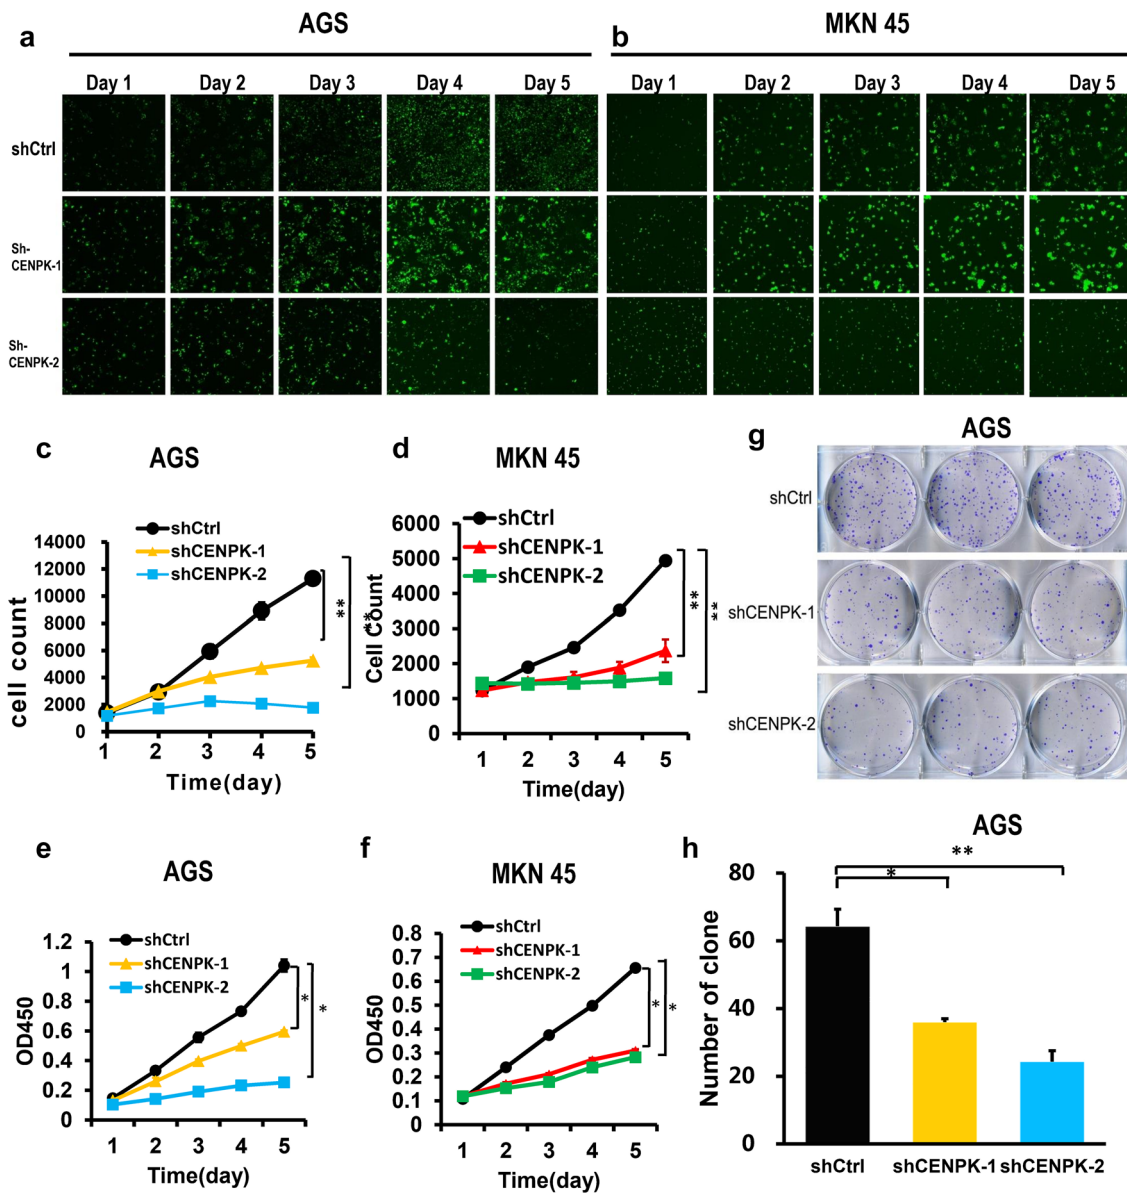 a
AGS
b
MKN 45
Day 1 Day 2 Day 3 Day 4 Day 5
Day 1 Day 2 Day 3 Day 4 Day 5
shCtrl
Sh-
CENPK-1
Sh-
CENPK-2
c
AGS
shCtrl
shCENPK-1
shCENPK-2
cell count
14000
12000
10000
8000
6000
4000
2000
0
1 2 3 4 5
Time(day)
**
**
d
MKN 45
shCtrl
shCENPK-1
shCENPK-2
Cell Count
6000
5000
4000
3000
2000
1000
0
1 2 3 4 5
Time(day)
**
**
g
AGS
shCtrl
shCENPK-1
shCENPK-2
e
AGS
shCtrl
shCENPK-1
shCENPK-2
OD450
1.2
1
0.8
0.6
0.4
0.2
0
1 2 3 4 5
Time(day)
*
*
f
MKN 45
shCtrl
shCENPK-1
shCENPK-2
OD450
0.8
0.7
0.6
0.5
0.4
0.3
0.2
0.1
0
1 2 3 4 5
Time(day)
*
*
h
AGS
**
*
Number of clone
80
60
40
20
0
shCtrl shCENPK-1 shCENPK-2